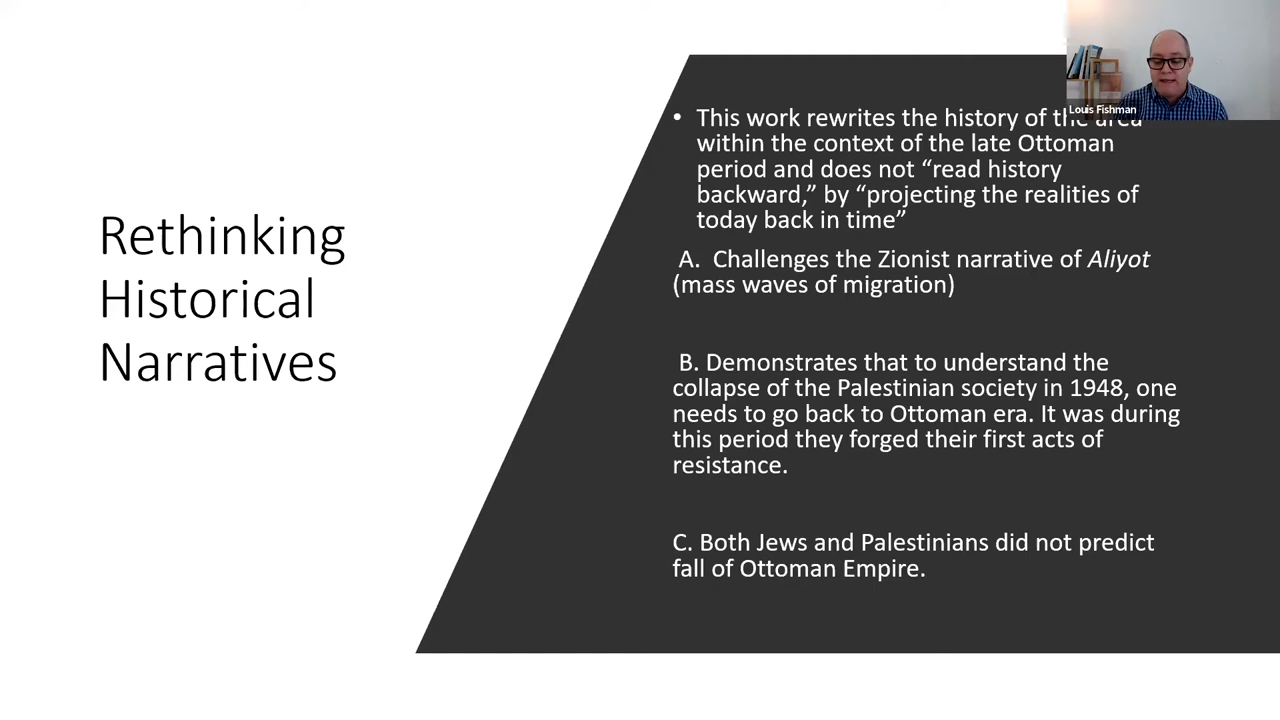 Rethinking
Historical
Narratives
Louis Fishman
• This work rewrites the history of the area
within the context of the late Ottoman
period and does not “read history
backward,” by “projecting the realities of
today back in time”
A. Challenges the Zionist narrative of Aliyot
(mass waves of migration)
B. Demonstrates that to understand the
collapse of the Palestinian society in 1948, one
needs to go back to Ottoman era. It was during
this period they forged their first acts of
resistance.
C. Both Jews and Palestinians did not predict
fall of Ottoman Empire.